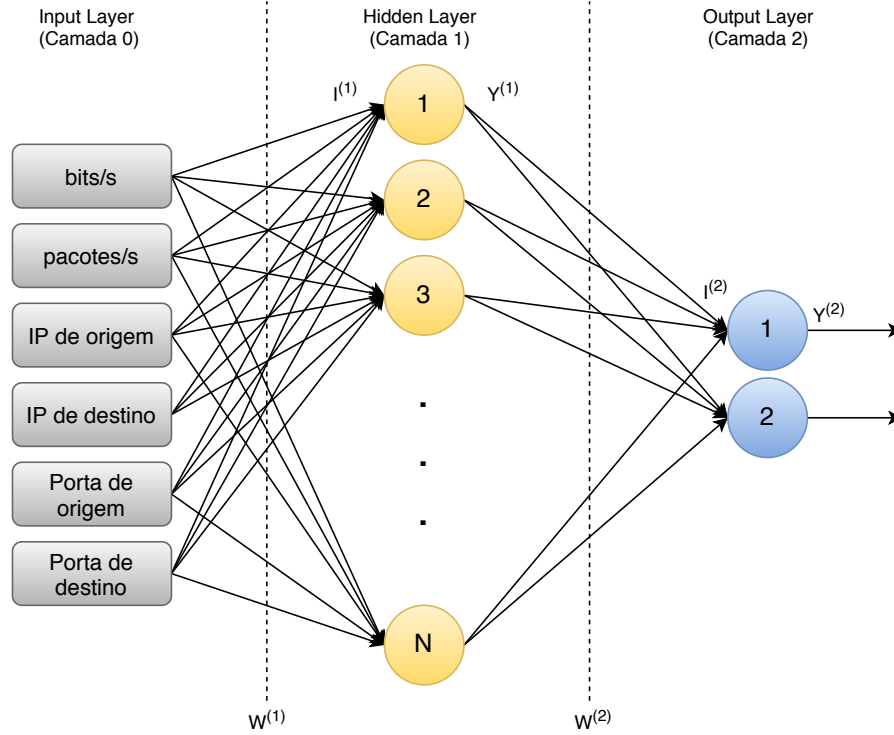 Input Layer
(Camada 0)
Hidden Layer
(Camada 1)
Output Layer
(Camada 2)
I(1)
Y(1)
1
bits/s
2
pacotes/s
3
I(2)
Y(2)
IP de origem
1
IP de destino
2
.
.
.
Porta de
origem
Porta de
destino
N
W(1)
W(2)